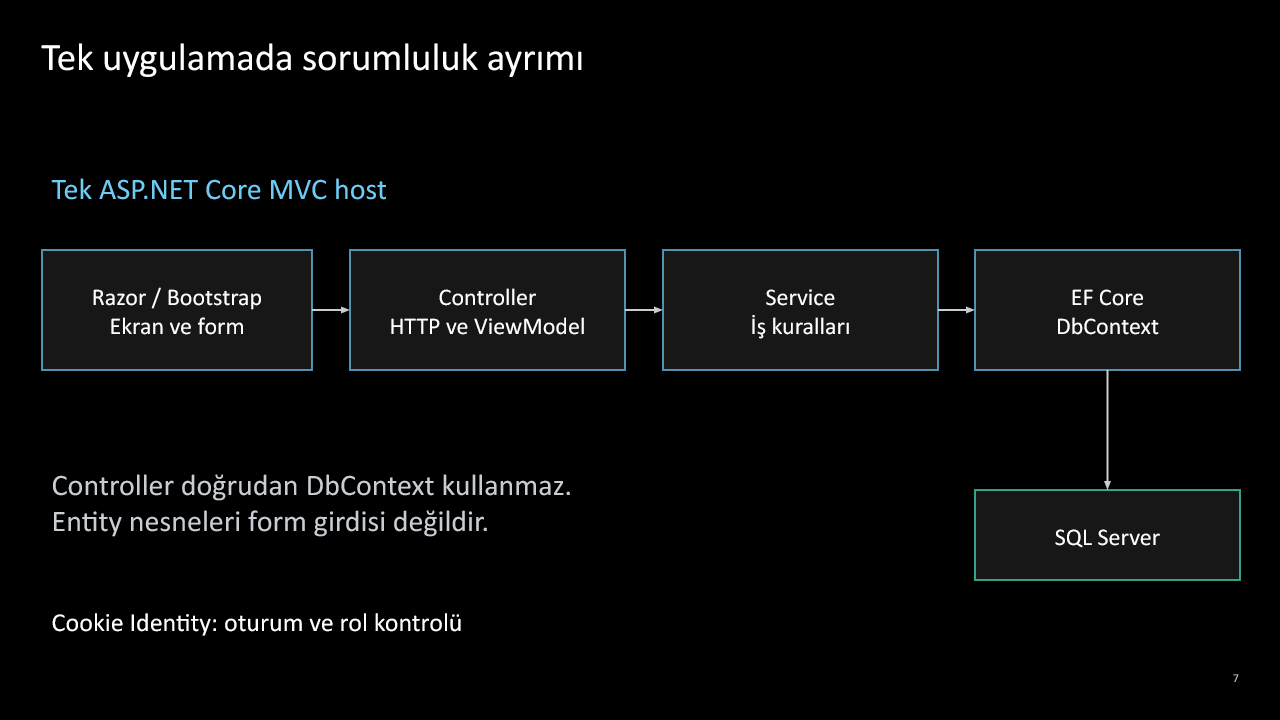 Tek uygulamada sorumluluk ayrımı
Tek ASP.NET Core MVC host
Razor / Bootstrap
Ekran ve form
Controller
HTTP ve ViewModel
Service
İş kuralları
EF Core
DbContext
Controller doğrudan DbContext kullanmaz.
Entity nesneleri form girdisi değildir.
SQL Server
Cookie Identity: oturum ve rol kontrolü
7